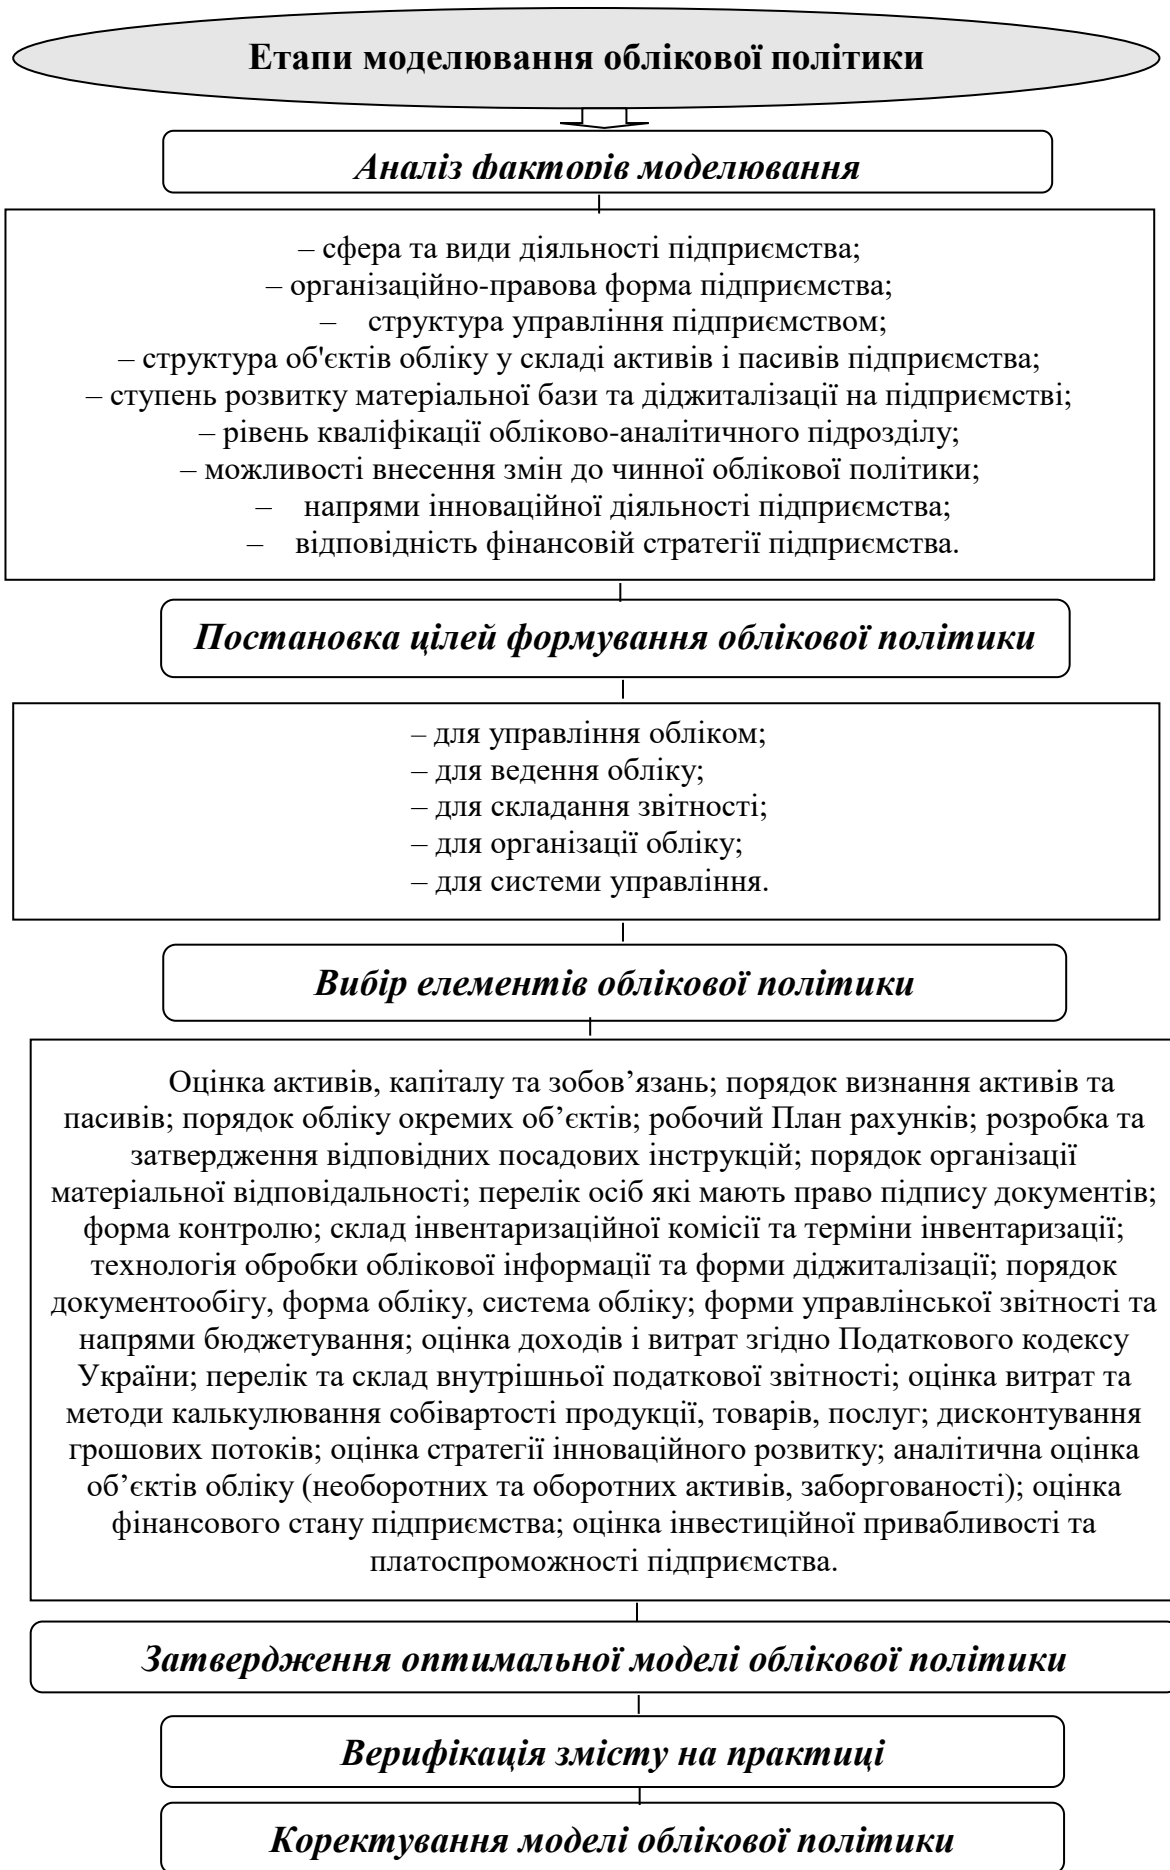 Етапи моделювання облікової політики
Аналіз факторів моделювання
– сфера та види діяльності підприємства;
– організаційно-правова форма підприємства;
– структура управління підприємством;
– структура об'єктів обліку у складі активів і пасивів підприємства;
– ступень розвитку матеріальної бази та діджиталізації на підприємстві;
– рівень кваліфікації обліково-аналітичного підрозділу;
– можливості внесення змін до чинної облікової політики;
– напрями інноваційної діяльності підприємства;
– відповідність фінансовій стратегії підприємства.
Постановка цілей формування облікової політики
– для управління обліком;
– для ведення обліку;
– для складання звітності;
– для організації обліку;
– для системи управління.
Вибір елементів облікової політики
Оцінка активів, капіталу та зобов’язань; порядок визнання активів та
пасивів; порядок обліку окремих об’єктів; робочий План рахунків; розробка та
затвердження відповідних посадових інструкцій; порядок організації
матеріальної відповідальності; перелік осіб які мають право підпису документів;
форма контролю; склад інвентаризаційної комісії та терміни інвентаризації;
технологія обробки облікової інформації та форми діджиталізації; порядок
документообігу, форма обліку, система обліку; форми управлінської звітності та
напрями бюджетування; оцінка доходів і витрат згідно Податкового кодексу
України; перелік та склад внутрішньої податкової звітності; оцінка витрат та
методи калькулювання собівартості продукції, товарів, послуг; дисконтування
грошових потоків; оцінка стратегії інноваційного розвитку; аналітична оцінка
об’єктів обліку (необоротних та оборотних активів, заборгованості); оцінка
фінансового стану підприємства; оцінка інвестиційної привабливості та
платоспроможності підприємства.
Затвердження оптимальної моделі облікової політики
Верифікація змісту на практиці
Коректування моделі облікової політики